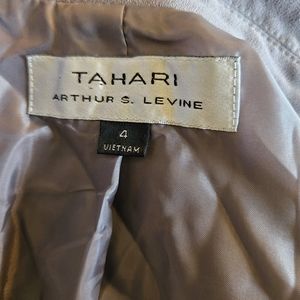 TAHARI
ARTHUR S. LEVINE
4
VIETNAM